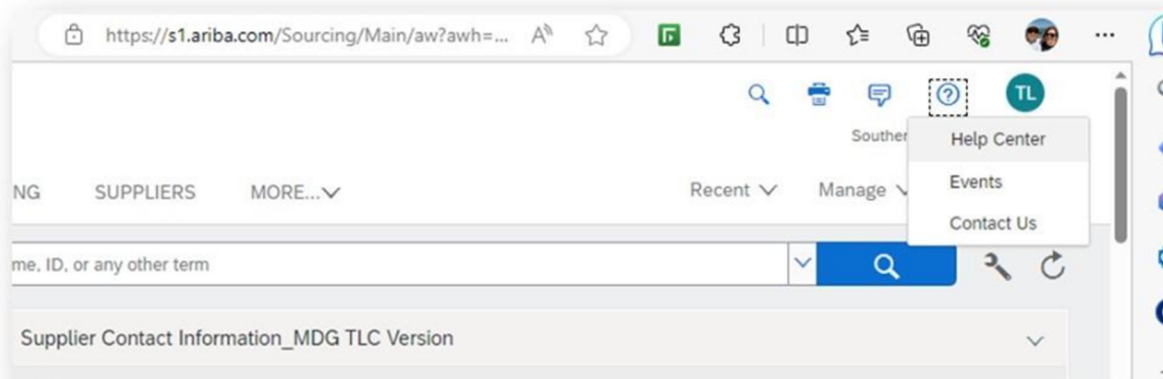 https://s1.ariba.com/Sourcing/Main/aw?awh=...
TL
Souther
Help Center
Events
Contact Us
NG SUPPLIERS MORE... Recent Manage
me, ID, or any other term
Supplier Contact Information_MDG TLC Version